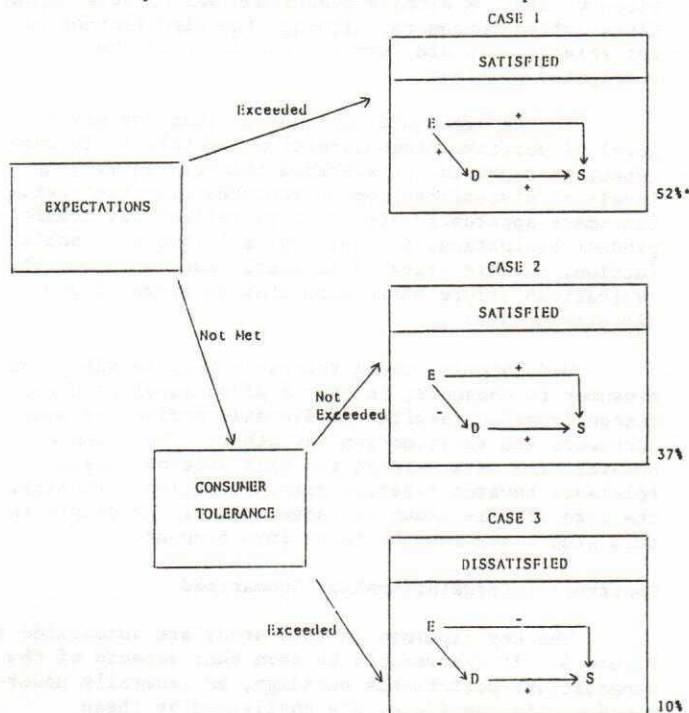 CASE 1
SATISFIED
Exceeded
E
+
+
D
S
+
52%*
EXPECTATIONS
CASE 2
SATISFIED
Not Met
E
+
-
D
S
+
37%
Not
Exceeded
CONSUMER
TOLERANCE
CASE 3
DISSATISFIED
Exceeded
E
-
D
S
+
10%